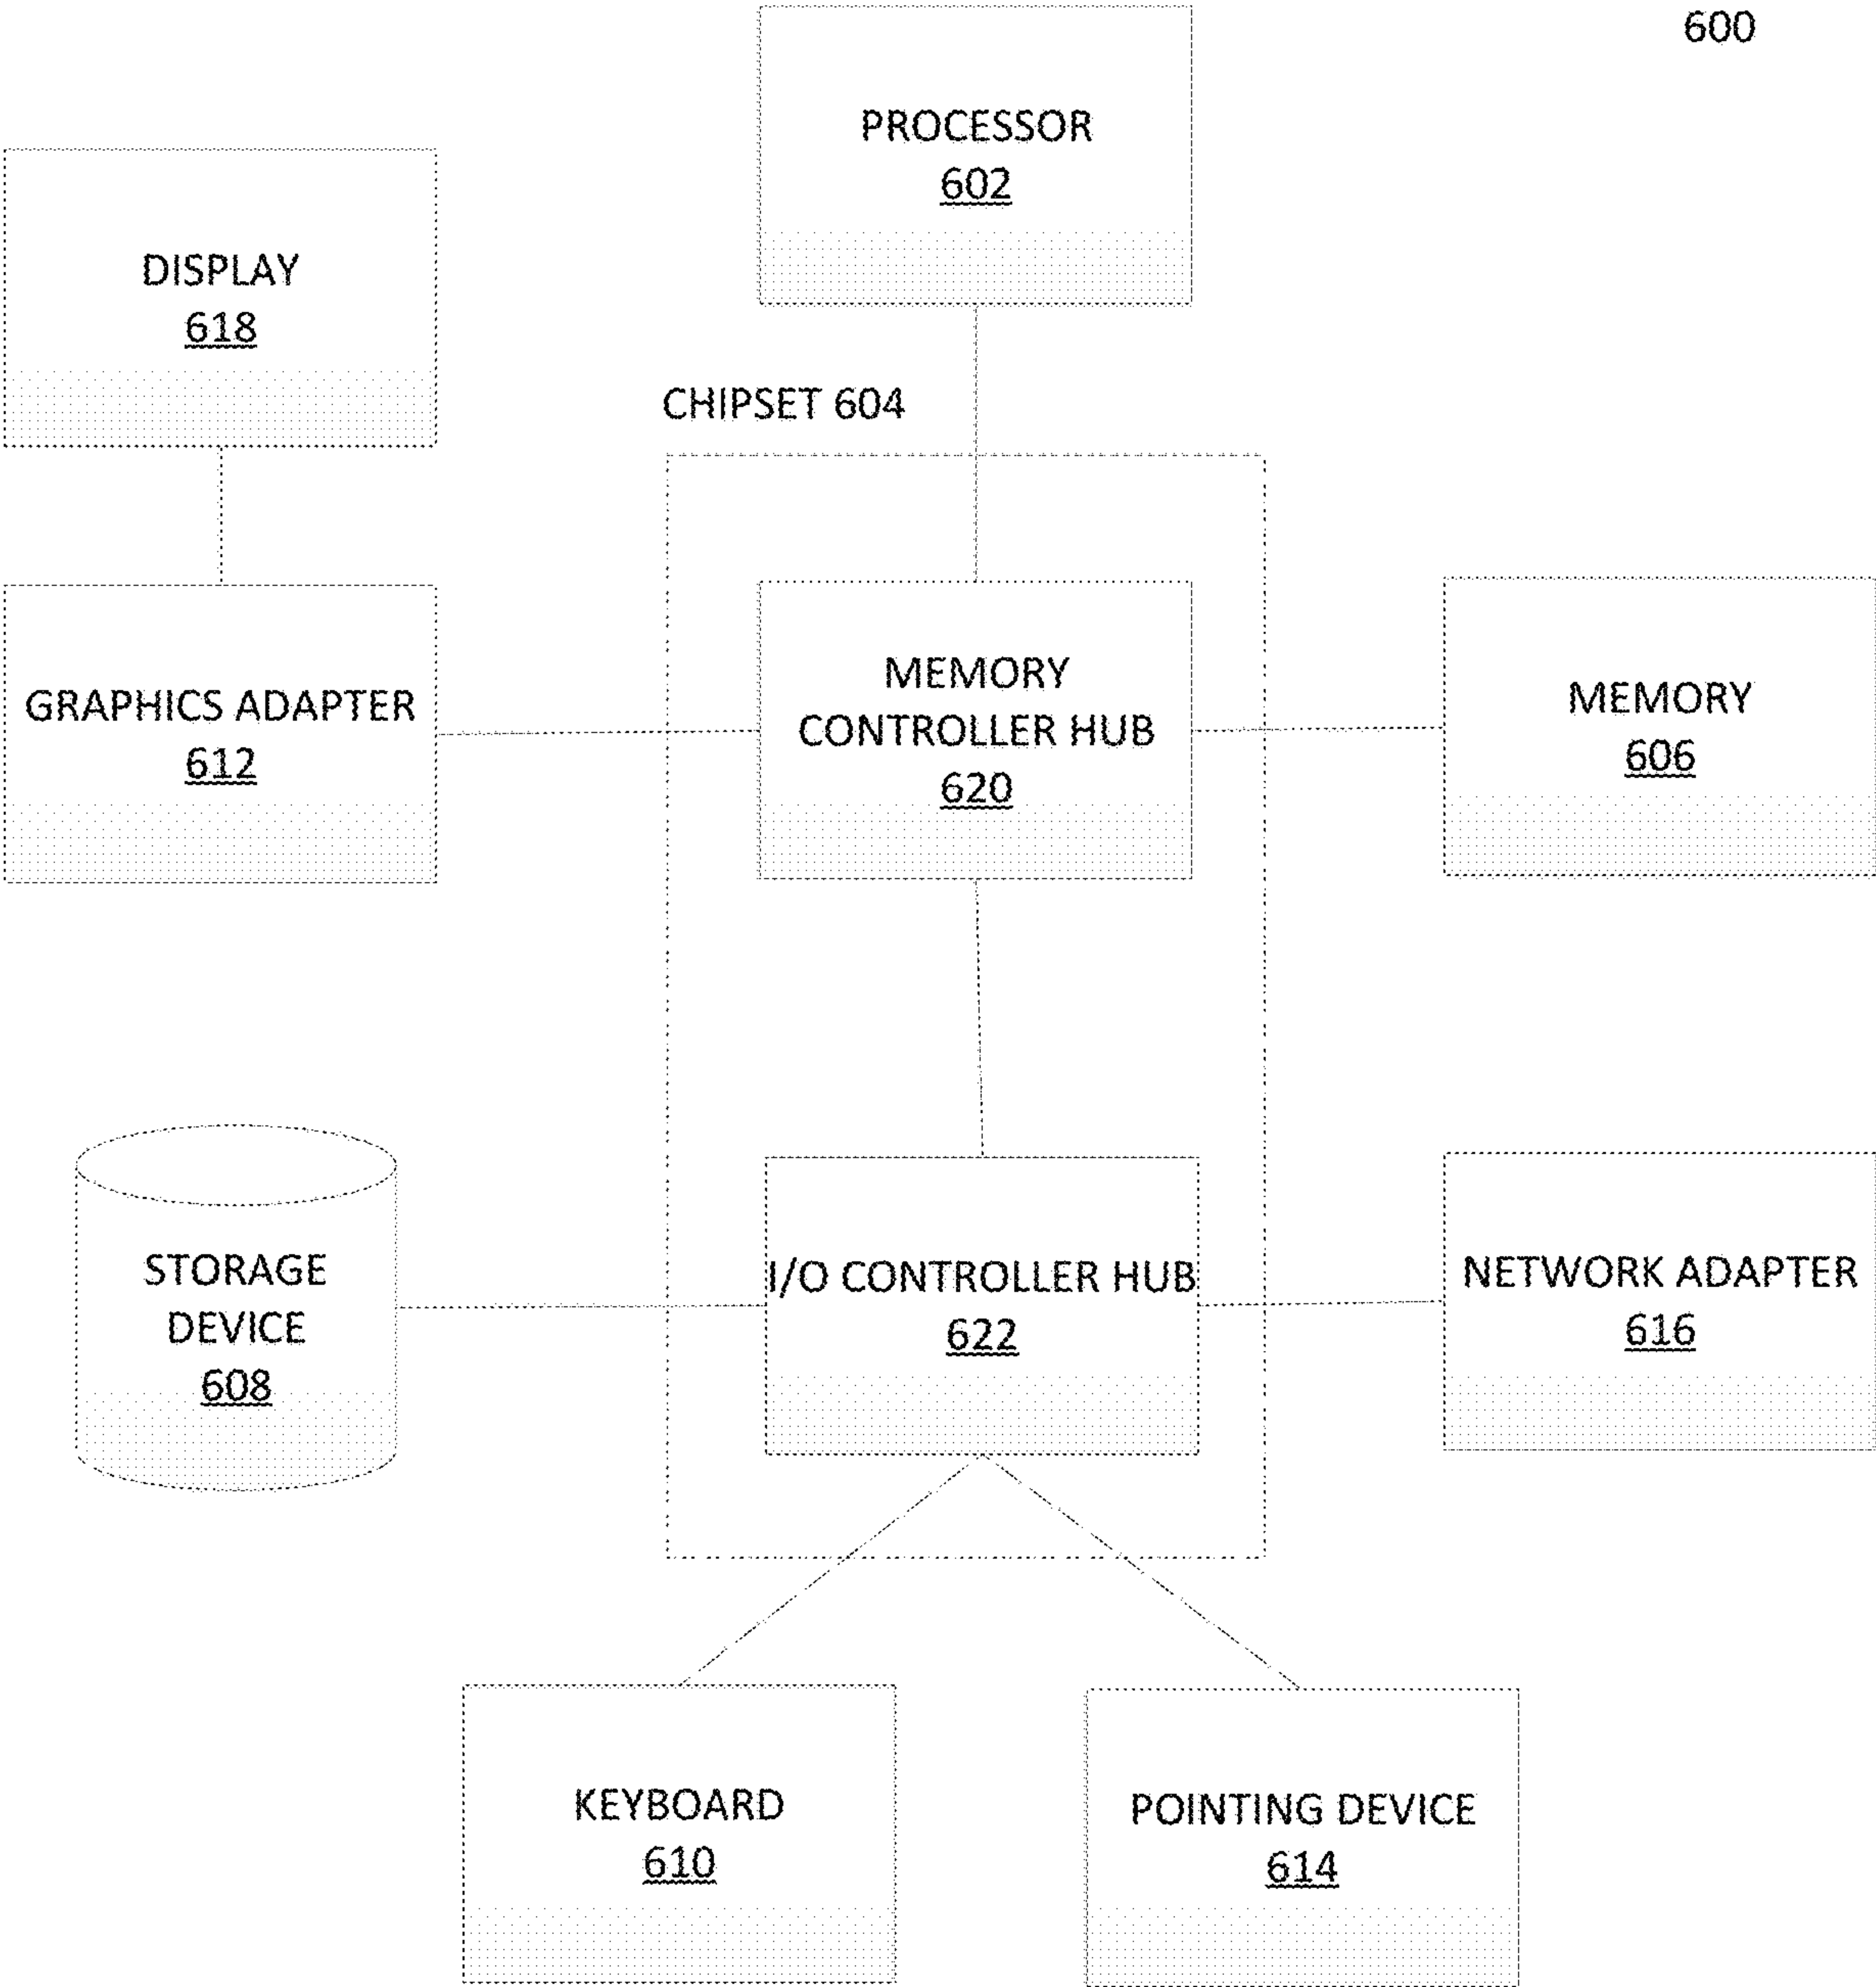 600
PROCESSOR
602
DISPLAY
618
CHIPSET 604
GRAPHICS ADAPTER
612
MEMORY
CONTROLLER HUB
620
MEMORY
606
STORAGE
DEVICE
608
I/O CONTROLLER HUB
622
NETWORK ADAPTER
616
KEYBOARD
610
POINTING DEVICE
614